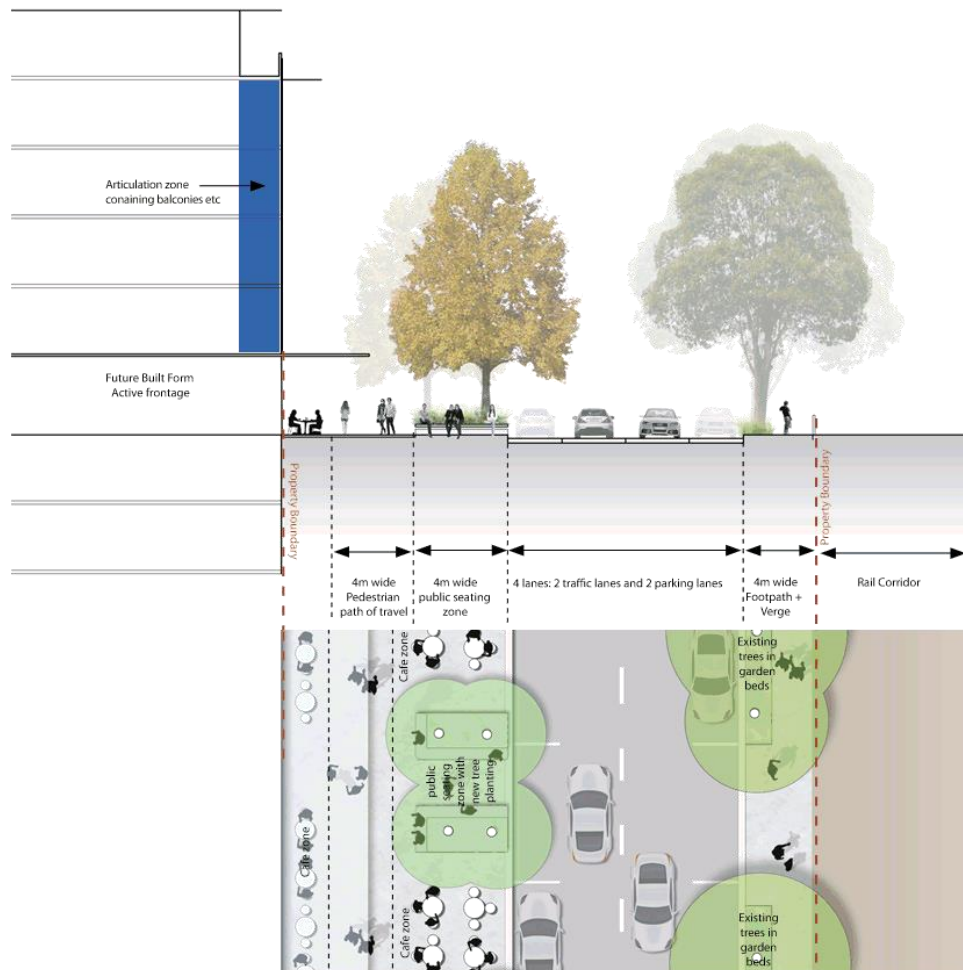 Articulation zone
conaining balconies etc
Future Built Form
Active frontage
Property Boundary
Property Boundary
4m wide
Pedestrian
path of travel
4m wide
public seating
zone
4 lanes: 2 traffic lanes and 2 parking lanes
4m wide
Footpath +
Verge
Rail Corridor
Cafe zone
Existing
trees in
garden
beds
public
seating
zone with
new tree
planting
Cafe zone
Cafe zone
Existing
trees in
garden
beds